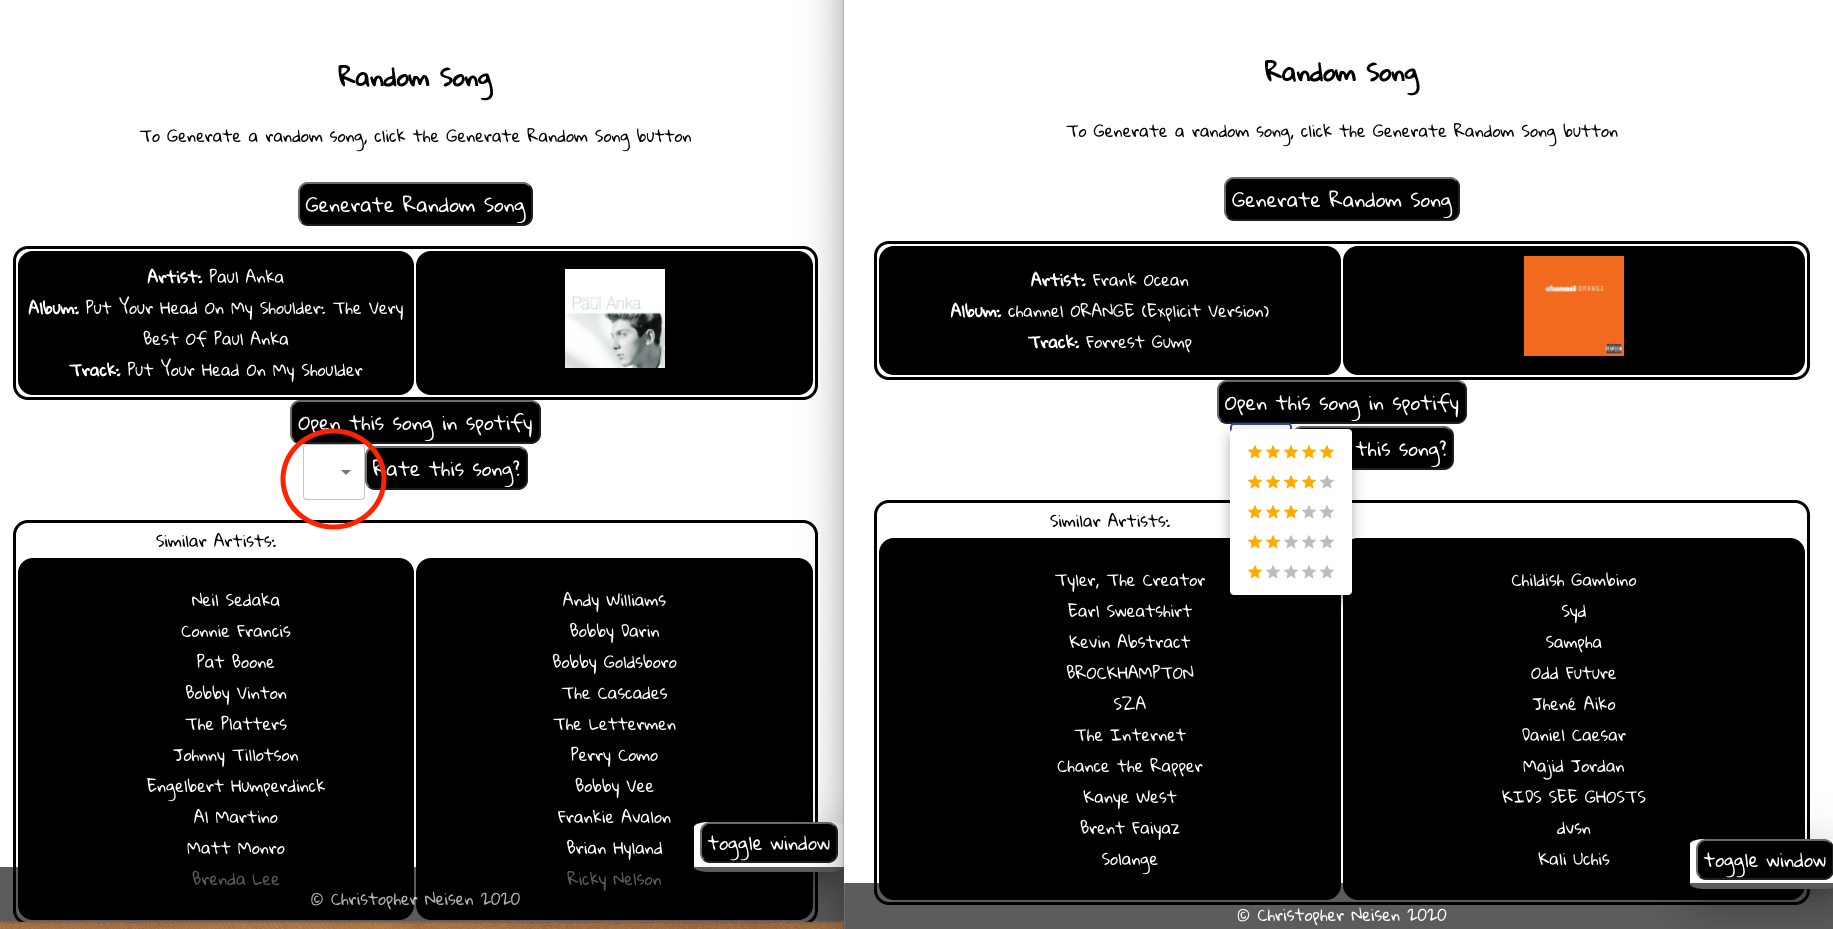 Random Song
To Generate a random song, click the Generate Random Song button
Generate Random Song
Artist: Paul Anka
Album: Put Your Head On My Shoulder: The Very
Best Of Paul Anka
Track: Put Your Head On My Shoulder
Paul Anka
Open this song in spotify
Rate this song?
Similar Artists:
Neil Sedaka
Connie Francis
Pat Boone
Bobby Vinton
The Platters
Johnny Tillotson
Engelbert Humperdinck
Al Martino
Matt Monro
Brenda Lee
Andy Williams
Bobby Darin
Bobby Goldsboro
The Cascades
The Lettermen
Perry Como
Bobby Vee
Frankie Avalon
Brian Hyland
Ricky Nelson
toggle window
© Christopher Neisen 2020
Random Song
To Generate a random song, click the Generate Random Song button
Generate Random Song
Artist: Frank Ocean
Album: channel ORANGE (Explicit Version)
Track: Forrest Gump
channel ORANGE
Open this song in spotify
this song?
Similar Artists:
Tyler, The Creator
Earl Sweatshirt
Kevin Abstract
BROCKHAMPTON
SZA
The Internet
Chance the Rapper
Kanye West
Brent Faiyaz
Solange
Childish Gambino
Syd
Sampha
Odd Future
Jhené Aiko
Daniel Caesar
Majid Jordan
KIDS SEE GHOSTS
dvsn
Kali Uchis
toggle window
© Christopher Neisen 2020